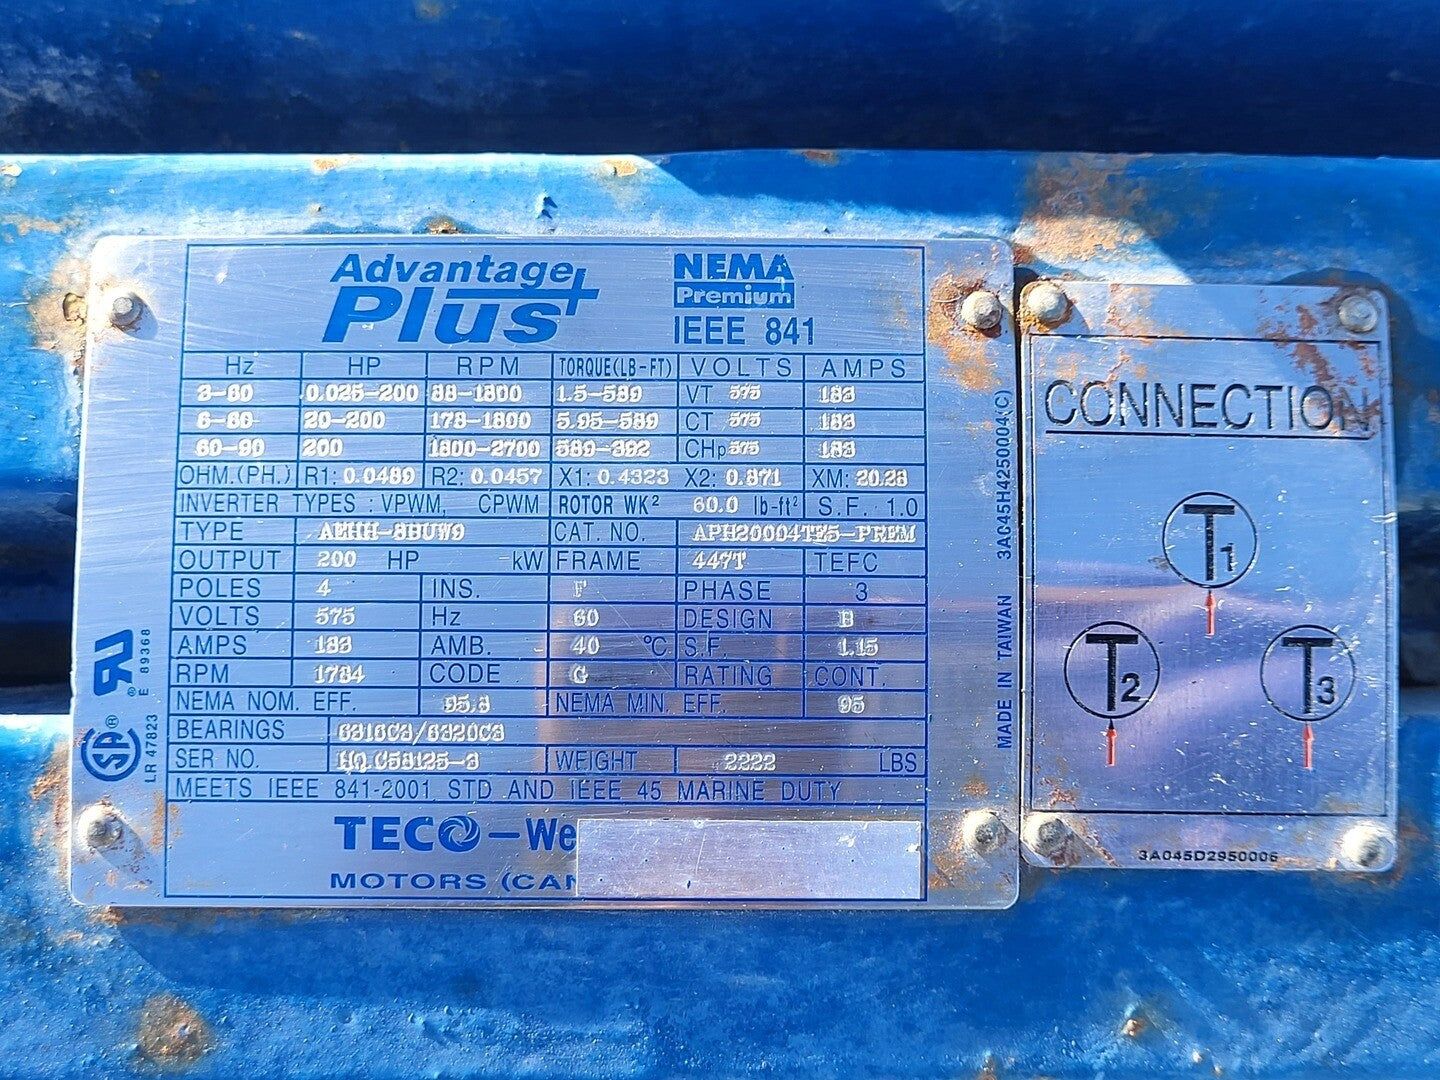 Advantage
Plus+
NEMA
Premium
IEEE 841
Hz HP RPM TORQUE(LB-FT) VOLTS AMPS
3-60 0.025-200 88-1800 1.5-589 VT 575 183
6-60 20-200 178-1800 5.95-589 CT 575 183
60-90 200 1800-2700 589-392 CHp 575 183
OHM.(PH.) R1: 0.0489 R2: 0.0457 X1: 0.4323 X2: 0.871 XM: 20.28
INVERTER TYPES : VPWM, CPWM ROTOR WK² 60.0 lb-ft² S.F. 1.0
TYPE AEHH-8BUW9 CAT. NO. APH20004TE5-PREM
OUTPUT 200 HP - kW FRAME 447T TEFC
POLES 4 INS. F PHASE 3
VOLTS 575 Hz 60 DESIGN B
AMPS 183 AMB. 40 °C S.F. 1.15
RPM 1784 CODE G RATING CONT.
NEMA NOM. EFF. 95.8 NEMA MIN. EFF. 95
BEARINGS 6316C3/6320C3
SER NO. HQ.C58125-3 WEIGHT 2222 LBS
MEETS IEEE 841-2001 STD AND IEEE 45 MARINE DUTY
TECO-We
MOTORS (CAN
® E 89368
SP ®
LR 47823
MADE IN TAIWAN 3AC45H4250004(C)
CONNECTION
T1
T2 T3
3A045D2950006